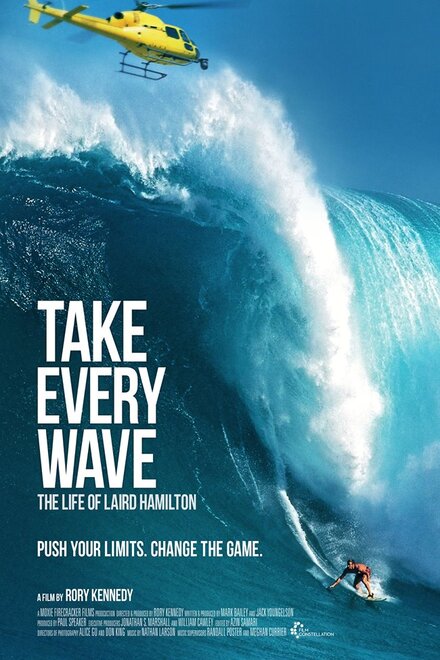 TAKE
EVERY
WAVE
THE LIFE OF LAIRD HAMILTON
PUSH YOUR LIMITS. CHANGE THE GAME.
A FILM BY RORY KENNEDY
A MOXIE FIRECRACKER FILMS PRODUCTION DIRECTED & PRODUCED BY RORY KENNEDY WRITTEN & PRODUCED BY MARK BAILEY AND JACK YOUNGELSON
PRODUCED BY PAUL SPEAKER EXECUTIVE PRODUCERS JONATHAN S. MARSHALL AND WILLIAM CAWLEY EDITED BY AZIN SAMARI
DIRECTORS OF PHOTOGRAPHY ALICE GU AND DON KING MUSIC BY NATHAN LARSON MUSIC SUPERVISORS RANDALL POSTER AND MEGHAN CURRIER
FILM
CONSTELLATION